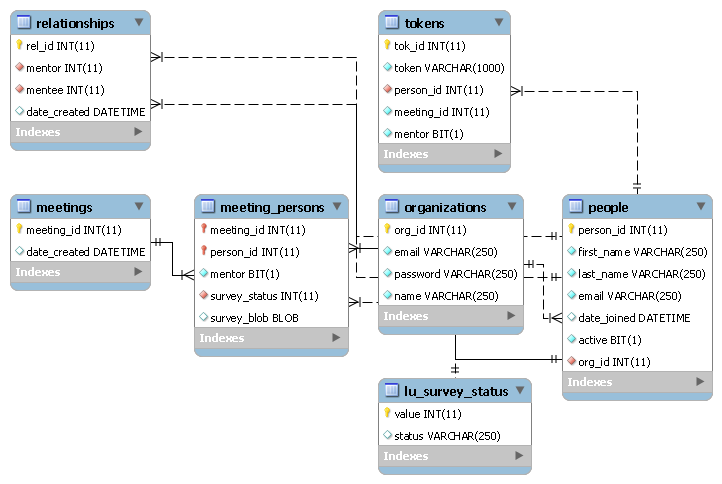 relationships
rel_id INT(11)
mentor INT(11)
mentee INT(11)
date_created DATETIME
Indexes
tokens
tok_id INT(11)
token VARCHAR(1000)
person_id INT(11)
meeting_id INT(11)
mentor BIT(1)
Indexes
meetings
meeting_id INT(11)
date_created DATETIME
Indexes
meeting_persons
meeting_id INT(11)
person_id INT(11)
mentor BIT(1)
survey_status INT(11)
survey_blob BLOB
Indexes
organizations
org_id INT(11)
email VARCHAR(250)
password VARCHAR(250)
name VARCHAR(250)
Indexes
people
person_id INT(11)
first_name VARCHAR(250)
last_name VARCHAR(250)
email VARCHAR(250)
date_joined DATETIME
active BIT(1)
org_id INT(11)
Indexes
lu_survey_status
value INT(11)
status VARCHAR(250)
Indexes